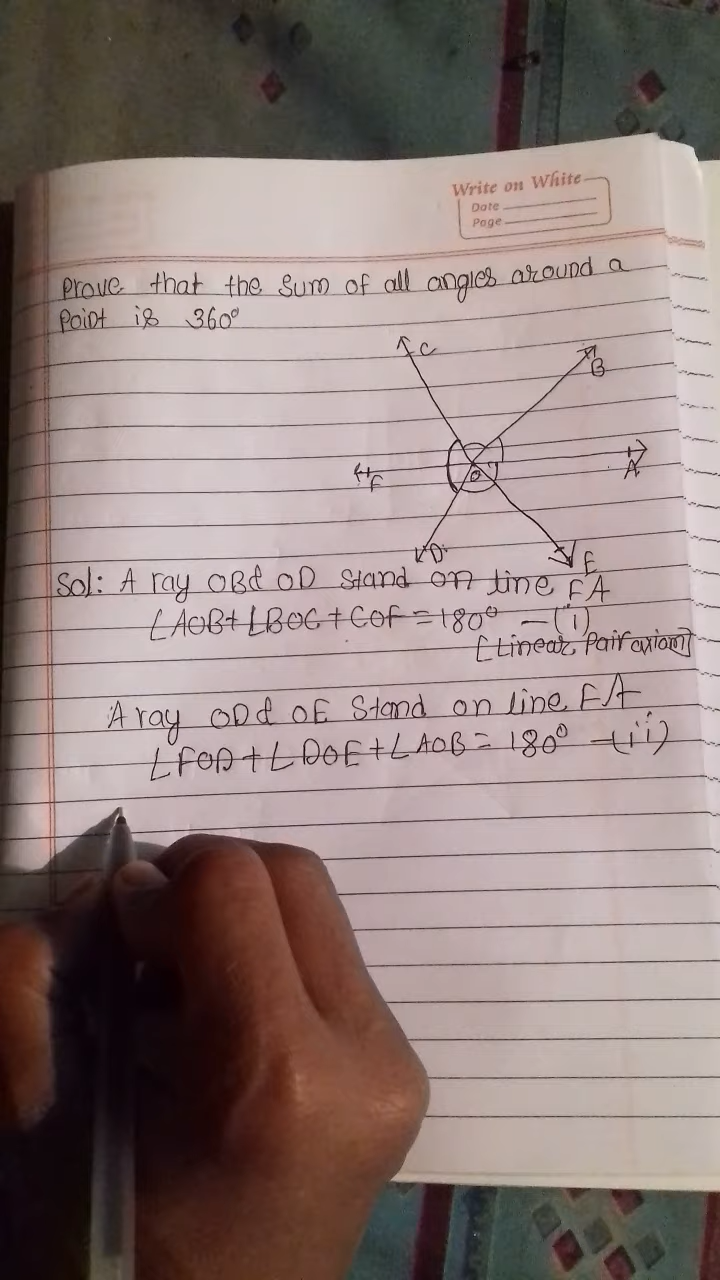 Write on White
Date
Page
Prove that the sum of all angles around a
Point is 360°
C
B
F
O
A
D
E
Sol: A ray OB & OD stand on line FA
∠AOB+∠BOC+COF=180° —(i)
[Linear Pair axiom]
A ray OD & OE Stand on line FA
∠FOD+∠DOE+∠AOB=180° —(ii)